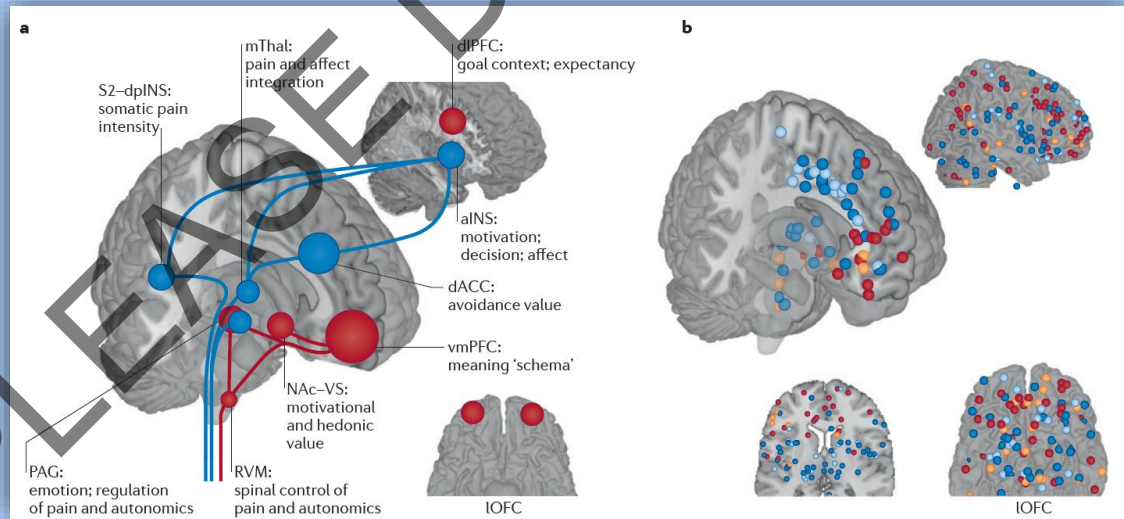 a
mThal:
pain and affect
integration
dlPFC:
goal context; expectancy
S2–dpINS:
somatic pain
intensity
aINS:
motivation;
decision; affect
dACC:
avoidance value
vmPFC:
meaning ‘schema’
NAc–VS:
motivational
and hedonic
value
PAG:
emotion; regulation
of pain and autonomics
RVM:
spinal control of
pain and autonomics
lOFC
b
lOFC
LEASED